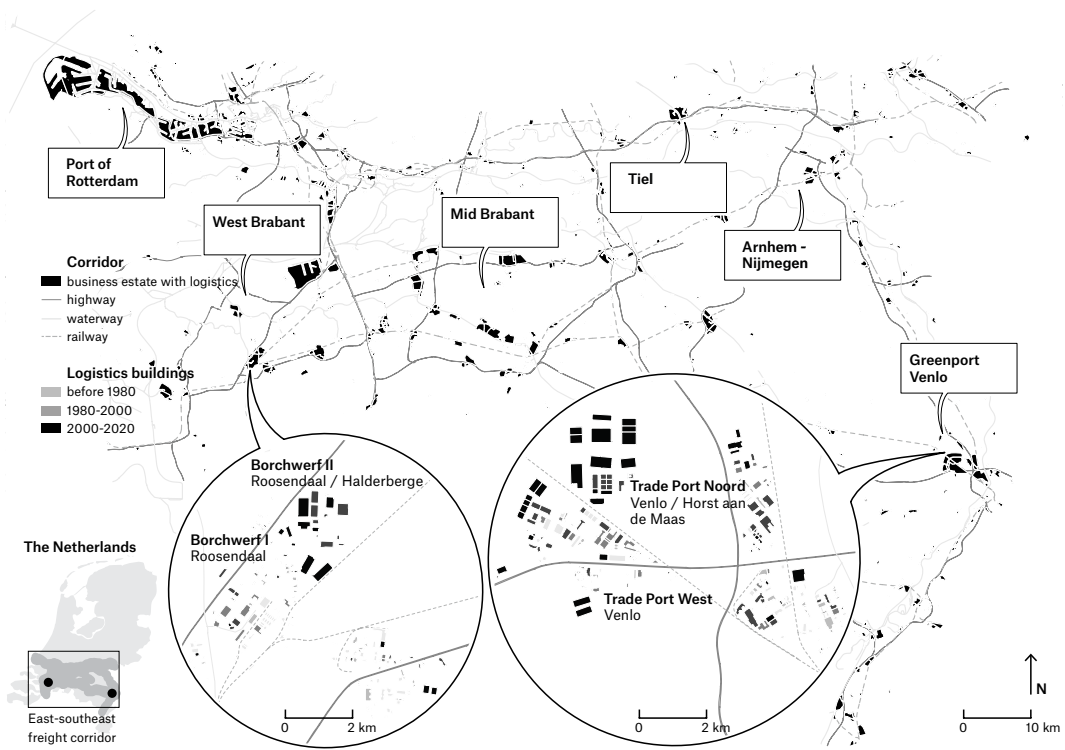 Port of
Rotterdam
West Brabant
Mid Brabant
Tiel
Arnhem -
Nijmegen
Greenport
Venlo
Corridor
business estate with logistics
highway
waterway
railway
Logistics buildings
before 1980
1980-2000
2000-2020
Borchwerf II
Roosendaal / Halderberge
Borchwerf I
Roosendaal
0 2 km
Trade Port Noord
Venlo / Horst aan
de Maas
Trade Port West
Venlo
0 2 km
The Netherlands
East-southeast
freight corridor
N
0 10 km